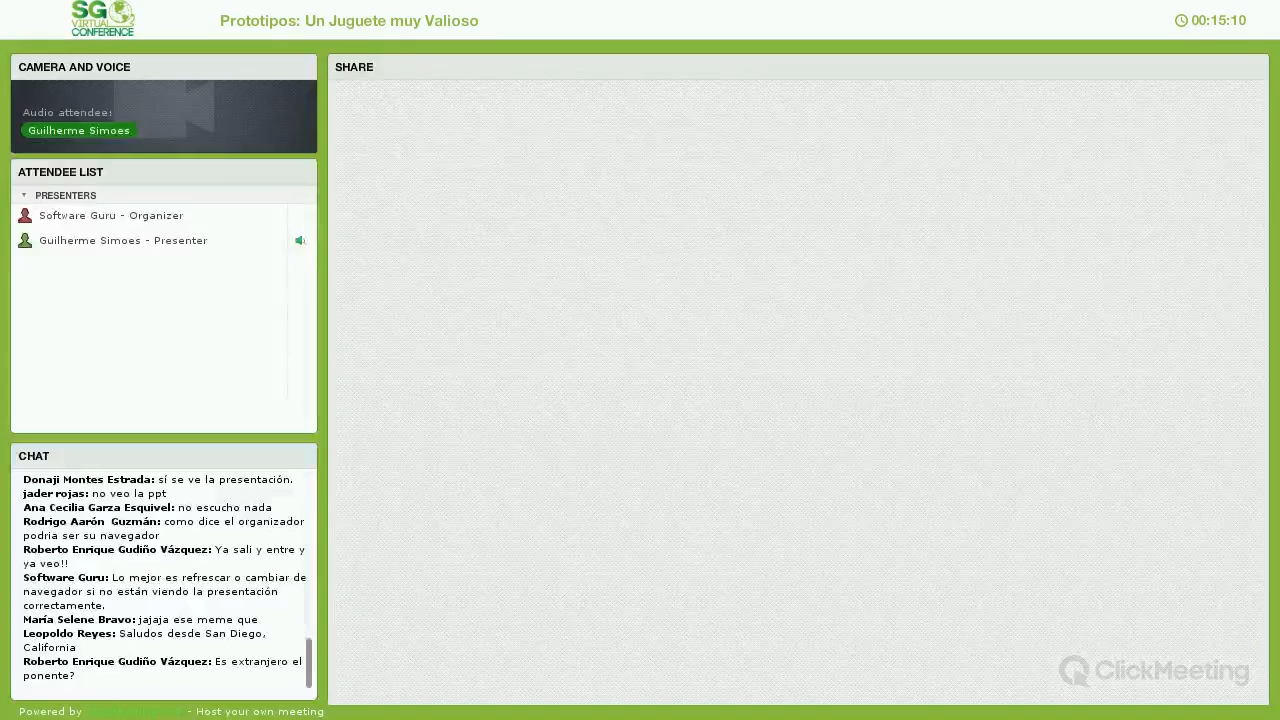 SG
VIRTUAL
CONFERENCE
Prototipos: Un Juguete muy Valioso
00:15:10
CAMERA AND VOICE
Audio attendee:
Guilherme Simoes
ATTENDEE LIST
PRESENTERS
Software Guru - Organizer
Guilherme Simoes - Presenter
CHAT
Donaji Montes Estrada: sí se ve la presentación.
jader rojas: no veo la ppt
Ana Cecilia Garza Esquivel: no escucho nada
Rodrigo Aarón Guzmán: como dice el organizador
podria ser su navegador
Roberto Enrique Gudiño Vázquez: Ya sali y entre y
ya veo!!
Software Guru: Lo mejor es refrescar o cambiar de
navegador si no están viendo la presentación
correctamente.
María Selene Bravo: jajaja ese meme que
Leopoldo Reyes: Saludos desde San Diego,
California
Roberto Enrique Gudiño Vázquez: Es extranjero el
ponente?
SHARE
ClickMeeting
Powered by - Host your own meeting